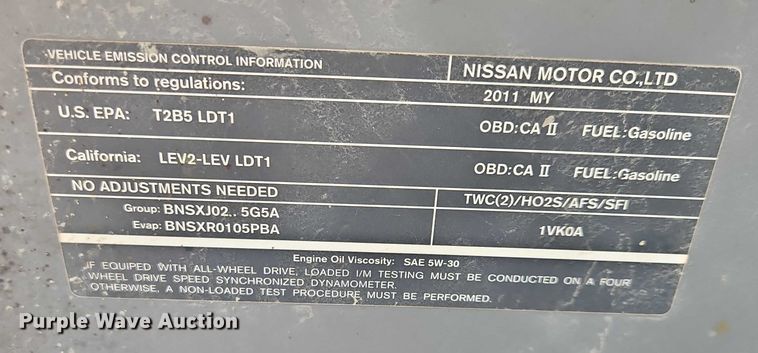 VEHICLE EMISSION CONTROL INFORMATION
NISSAN MOTOR CO.,LTD
Conforms to regulations:
2011 MY
U.S. EPA: T2B5 LDT1
OBD:CA II FUEL:Gasoline
California: LEV2-LEV LDT1
OBD:CA II FUEL:Gasoline
NO ADJUSTMENTS NEEDED
TWC(2)/HO2S/AFS/SFI
Group: BNSXJ02.. 5G5A
Evap: BNSXR0105PBA
1VK0A
Engine Oil Viscosity: SAE 5W-30
IF EQUIPED WITH ALL-WHEEL DRIVE, LOADED I/M TESTING MUST BE CONDUCTED ON A FOUR
WHEEL DRIVE SPEED SYNCHRONIZED DYNAMOMETER.
OTHERWISE, A NON-LOADED TEST PROCEDURE MUST BE PERFORMED.
Purple Wave Auction